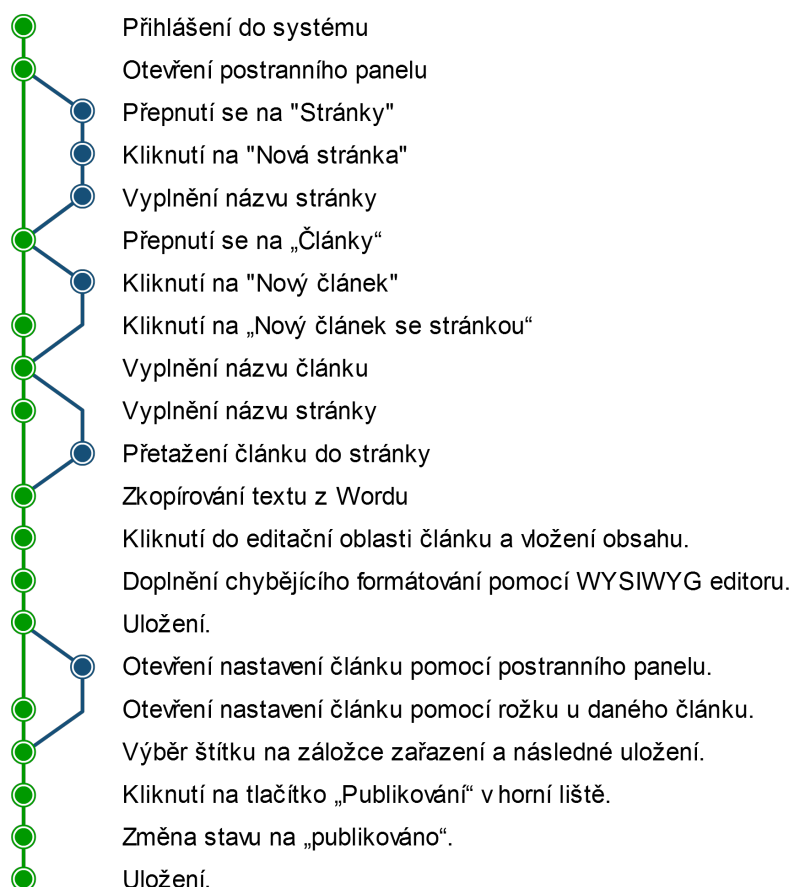 Přihlášení do systému
Otevření postranního panelu
Přepnutí se na "Stránky"
Kliknutí na "Nová stránka"
Vyplnění názvu stránky
Přepnutí se na „Články“
Kliknutí na "Nový článek"
Kliknutí na „Nový článek se stránkou“
Vyplnění názvu článku
Vyplnění názvu stránky
Přetažení článku do stránky
Zkopírování textu z Wordu
Kliknutí do editační oblasti článku a vložení obsahu.
Doplnění chybějícího formátování pomocí WYSIWYG editoru.
Uložení.
Otevření nastavení článku pomocí postranního panelu.
Otevření nastavení článku pomocí rožku u daného článku.
Výběr štítku na záložce zařazení a následné uložení.
Kliknutí na tlačítko „Publikování“ v horní liště.
Změna stavu na „publikováno“.
Uložení.